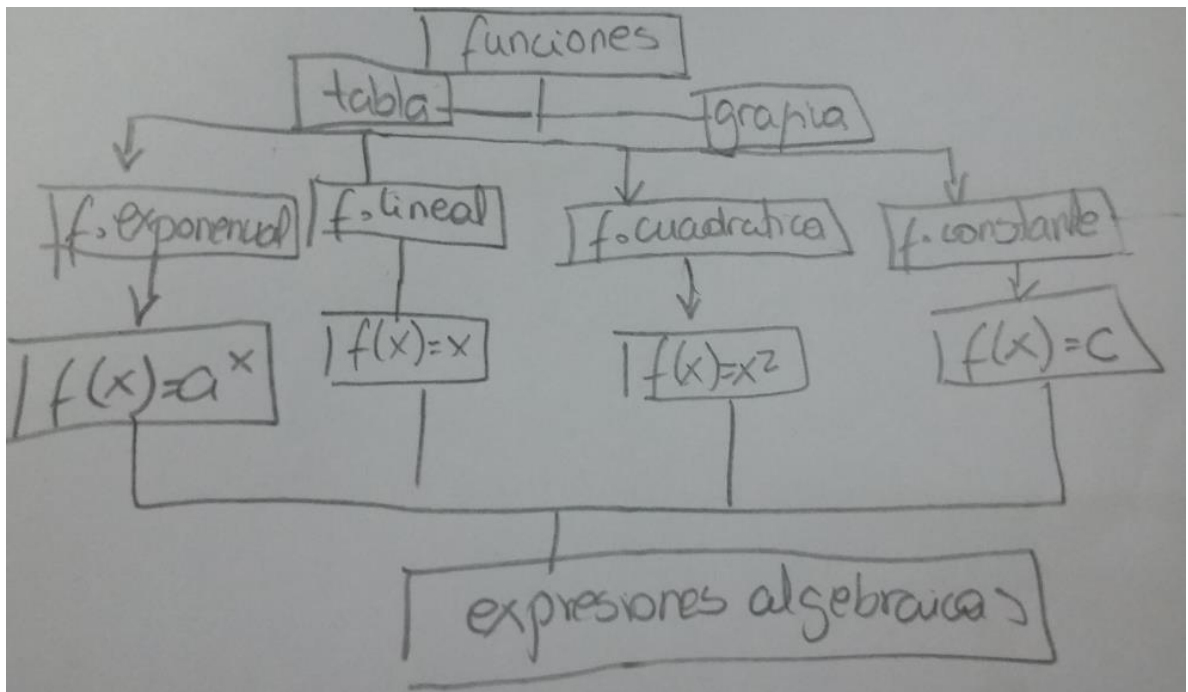 funciones
tabla
grafica
f. exponencial
f. lineal
f. cuadratica
f. constante
f(x)=a^x
f(x)=x
f(x)=x²
f(x)=c
expresiones algebraicas